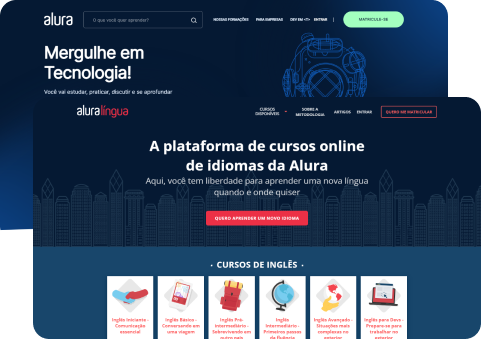 alura
O que você quer aprender?
NOSSAS FORMAÇÕES
PARA EMPRESAS
DEV EM <T>
ENTRAR
MATRICULE-SE
Mergulhe em
Tecnologia!
Você vai estudar, praticar, discutir e se aprofundar
aluralíngua
CURSOS
DISPONÍVEIS
SOBRE A
METODOLOGIA
ARTIGOS
ENTRAR
QUERO ME MATRICULAR
A plataforma de cursos online
de idiomas da Alura
Aqui, você tem liberdade para aprender uma nova língua
quando e onde quiser
QUERO APRENDER UM NOVO IDIOMA
• CURSOS DE INGLÊS •
Inglês Iniciante -
Comunicação
essencial
Inglês Básico -
Conversando em
uma viagem
Inglês Pré-
Intermediário -
Sobrevivendo em
outro país
Inglês
Intermediário -
Primeiros passos
da fluência
Inglês Avançado -
Situações mais
complexas no
exterior
Inglês para Devs -
Prepare-se para
trabalhar no
exterior